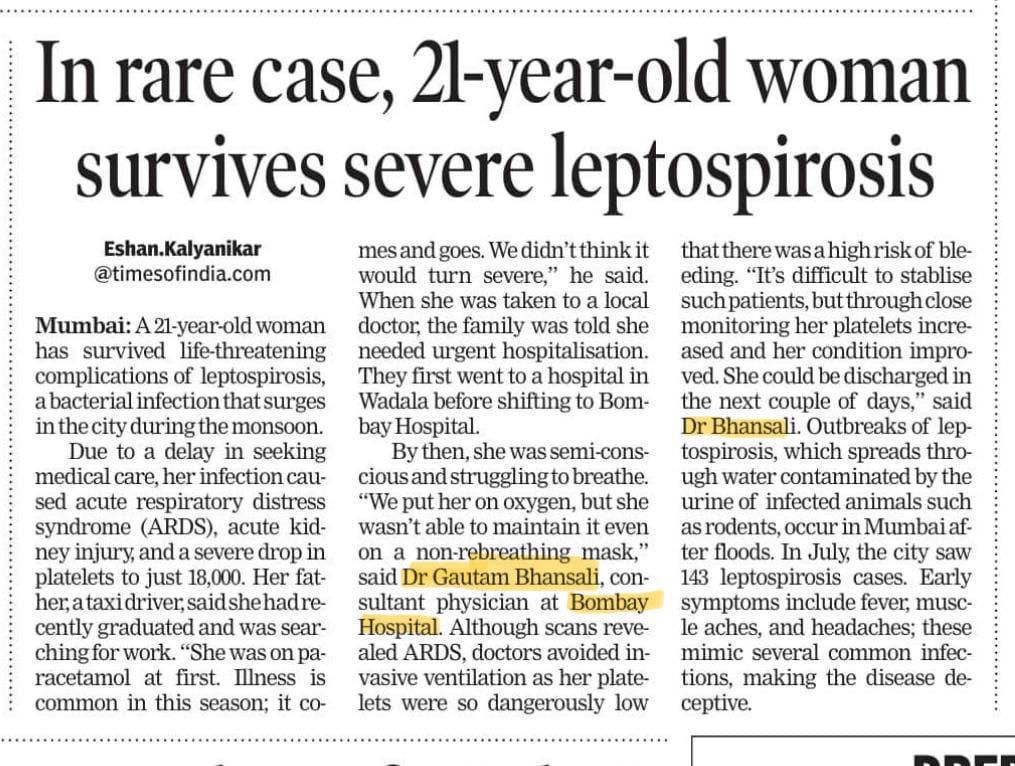 In rare case, 21-year-old woman
survives severe leptospirosis
Eshan.Kalyanikar
@timesofindia.com
Mumbai: A 21-year-old woman
has survived life-threatening
complications of leptospirosis,
a bacterial infection that surges
in the city during the monsoon.
Due to a delay in seeking
medical care, her infection cau-
sed acute respiratory distress
syndrome (ARDS), acute kid-
ney injury, and a severe drop in
platelets to just 18,000. Her fat-
her, a taxi driver, said she had re-
cently graduated and was sear-
ching for work. “She was on pa-
racetamol at first. Illness is
common in this season; it co-
mes and goes. We didn’t think it
would turn severe,” he said.
When she was taken to a local
doctor, the family was told she
needed urgent hospitalisation.
They first went to a hospital in
Wadala before shifting to Bom-
bay Hospital.
By then, she was semi-cons-
cious and struggling to breathe.
“We put her on oxygen, but she
wasn’t able to maintain it even
on a non-rebreathing mask,”
said Dr Gautam Bhansali, con-
sultant physician at Bombay
Hospital. Although scans reve-
aled ARDS, doctors avoided in-
vasive ventilation as her plate-
lets were so dangerously low
that there was a high risk of ble-
eding. “It’s difficult to stablise
such patients, but through close
monitoring her platelets incre-
ased and her condition impro-
ved. She could be discharged in
the next couple of days,” said
Dr Bhansali. Outbreaks of lep-
tospirosis, which spreads thro-
ugh water contaminated by the
urine of infected animals such
as rodents, occur in Mumbai af-
ter floods. In July, the city saw
143 leptospirosis cases. Early
symptoms include fever, musc-
le aches, and headaches; these
mimic several common infec-
tions, making the disease de-
ceptive.